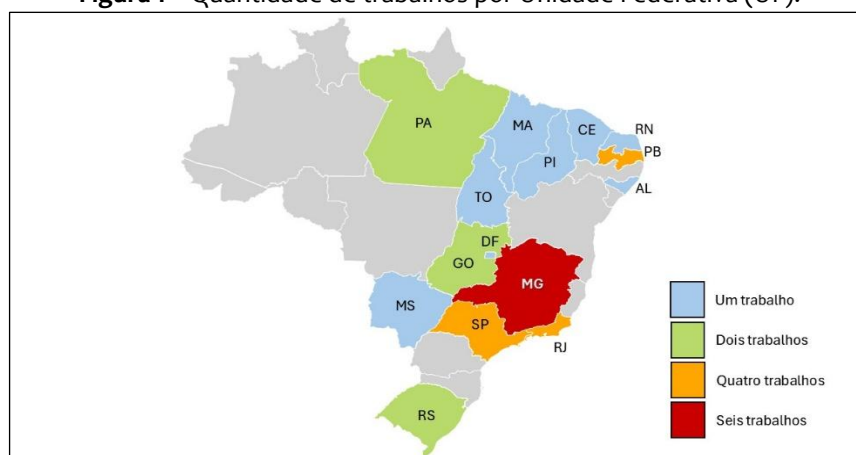 Quantidade de trabalhos por Unidade Federativa (UF).
PA
MA
CE
RN
PB
PI
AL
TO
DF
GO
MG
MS
SP
RJ
RS
Um trabalho
Dois trabalhos
Quatro trabalhos
Seis trabalhos